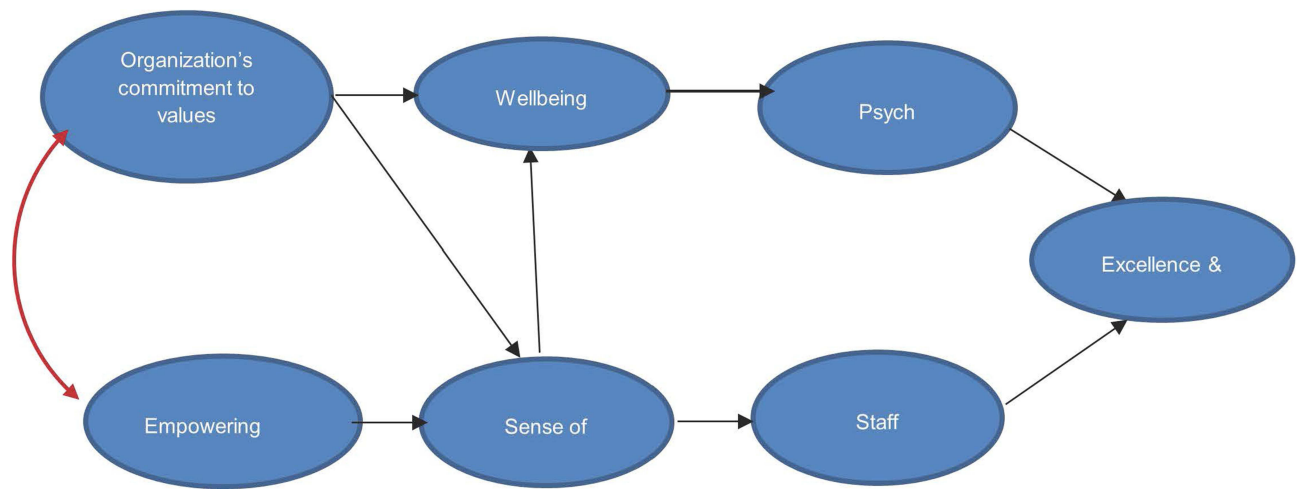 Organization’s
commitment to
values
Wellbeing
Psych
Excellence &
Empowering
Sense of
Staff